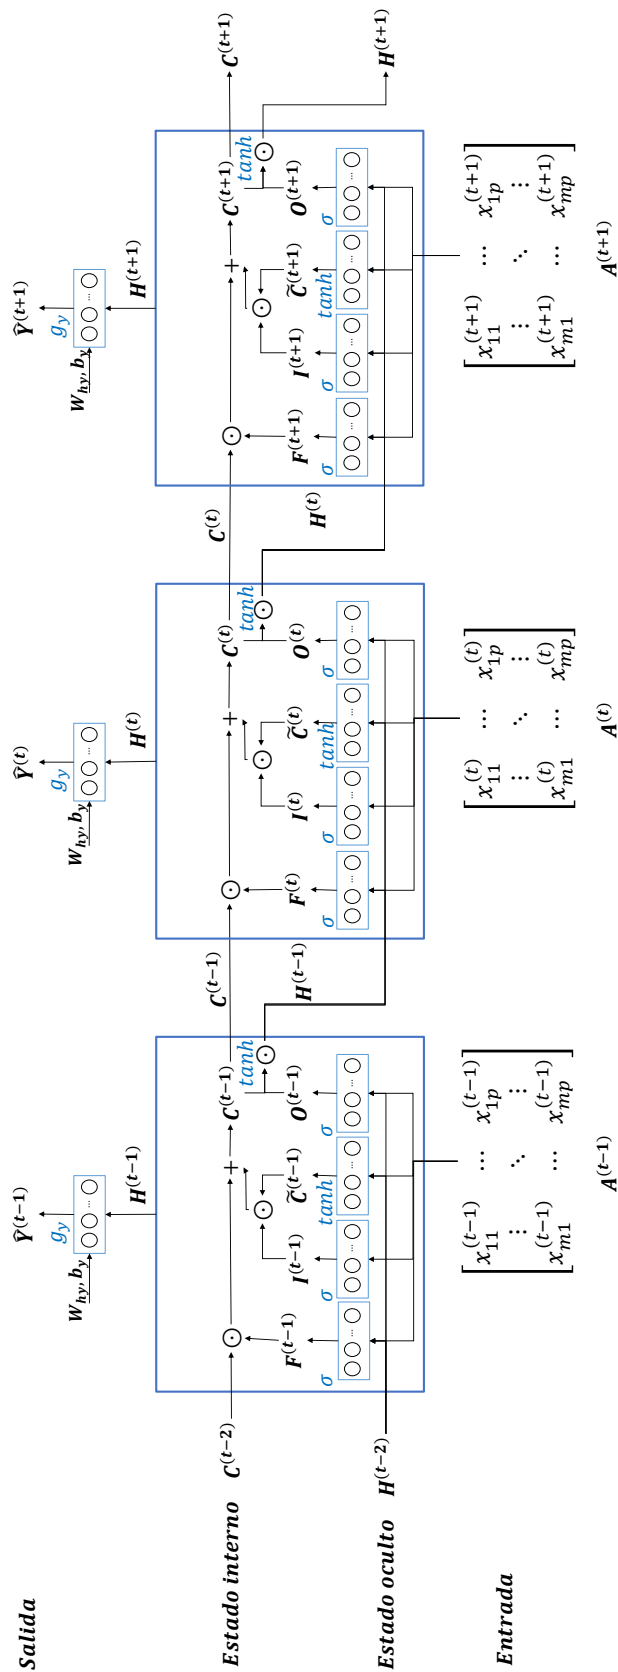 Salida Ŷ^(t−1) Ŷ^(t) Ŷ^(t+1)
g_y g_y g_y
W_hy, b_y W_hy, b_y W_hy, b_y
H^(t−1) H^(t) H^(t+1)
Estado interno C^(t−2) C^(t−1) C^(t−1) C^(t) C^(t) C^(t+1) C^(t+1)
+ + +
tanh tanh tanh
F^(t−1) I^(t−1) C̃^(t−1) O^(t−1) H^(t−1) F^(t) I^(t) C̃^(t) O^(t) H^(t) F^(t+1) I^(t+1) C̃^(t+1) O^(t+1)
σ σ tanh σ σ σ tanh σ σ σ tanh σ
Estado oculto H^(t−2) H^(t+1)
Entrada
x_11^(t−1) ⋯ x_1p^(t−1) x_11^(t) ⋯ x_1p^(t) x_11^(t+1) ⋯ x_1p^(t+1)
⋮ ⋱ ⋮ ⋮ ⋱ ⋮ ⋮ ⋱ ⋮
x_m1^(t−1) ⋯ x_mp^(t−1) x_m1^(t) ⋯ x_mp^(t) x_m1^(t+1) ⋯ x_mp^(t+1)
A^(t−1) A^(t) A^(t+1)